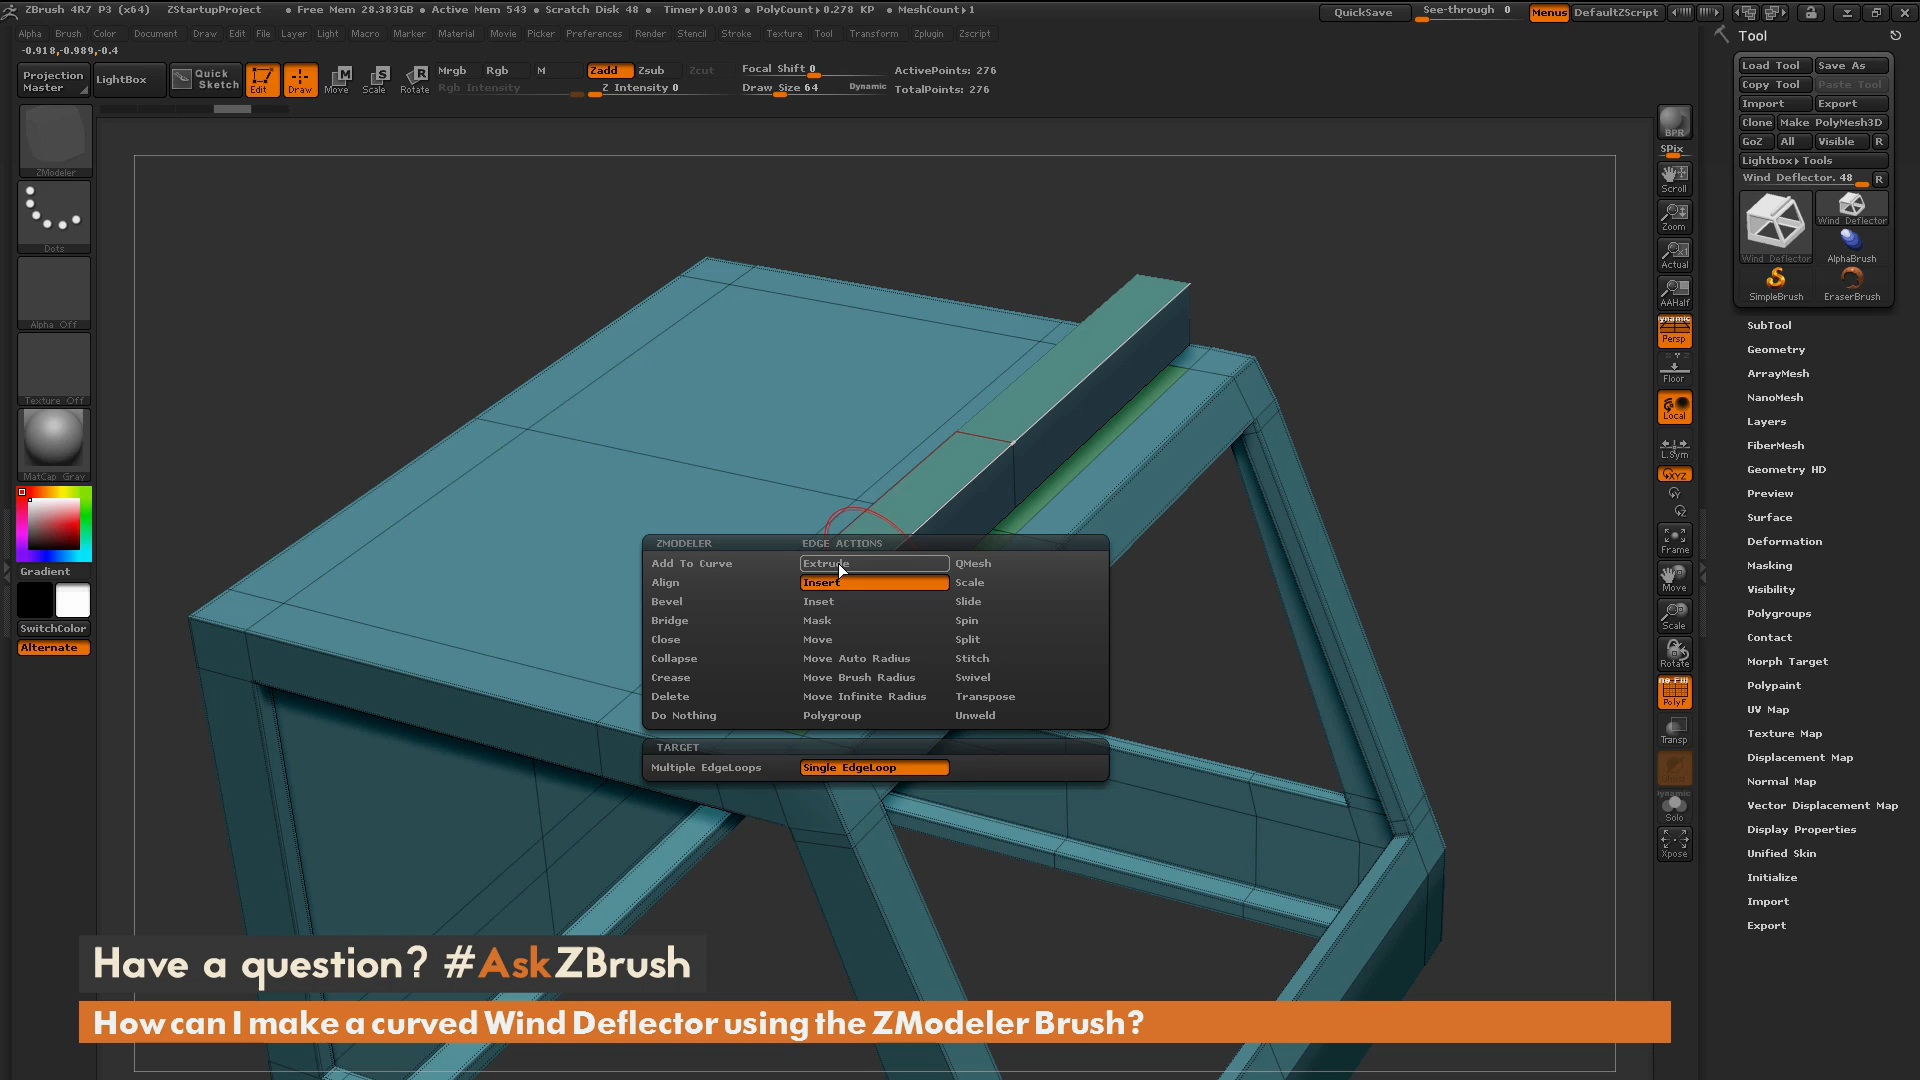 ZBrush 4R7 P3 (x64) ZStartupProject • Free Mem 28.383GB • Active Mem 543 • Scratch Disk 48 • Timer▸0.003 • PolyCount▸0.278 KP • MeshCount▸1 QuickSave See-through 0 Menus DefaultZScript
Alpha Brush Color Document Draw Edit File Layer Light Macro Marker Material Movie Picker Preferences Render Stencil Stroke Texture Tool Transform Zplugin Zscript
-0.918,-0.989,-0.4
Projection Master
LightBox
Quick Sketch
Edit
Draw
Move
Scale
Rotate
Mrgb Rgb M
Rgb Intensity
Zadd Zsub Zcut
Z Intensity 0
Focal Shift 0
Draw Size 64 Dynamic
ActivePoints: 276
TotalPoints: 276
ZModeler
Dots
Alpha Off
Texture Off
MatCap Gray
Gradient
SwitchColor
Alternate
ZMODELER EDGE ACTIONS
Add To Curve Extrude QMesh
Align Insert Scale
Bevel Inset Slide
Bridge Mask Spin
Close Move Split
Collapse Move Auto Radius Stitch
Crease Move Brush Radius Swivel
Delete Move Infinite Radius Transpose
Do Nothing Polygroup Unweld
TARGET
Multiple EdgeLoops Single EdgeLoop
BPR
SPix
Scroll
Zoom
Actual
AAHalf
Persp
Floor
Local
L.Sym
XYZ
Frame
Move
Scale
Rotate
PolyF
Transp
Solo
Xpose
Tool
Load Tool Save As
Copy Tool Paste Tool
Import Export
Clone Make PolyMesh3D
GoZ All Visible R
Lightbox▸Tools
Wind Deflector. 48 R
Wind Deflector
Wind Deflector
AlphaBrush
SimpleBrush
EraserBrush
SubTool
Geometry
ArrayMesh
NanoMesh
Layers
FiberMesh
Geometry HD
Preview
Surface
Deformation
Masking
Visibility
Polygroups
Contact
Morph Target
Polypaint
UV Map
Texture Map
Displacement Map
Normal Map
Vector Displacement Map
Display Properties
Unified Skin
Initialize
Import
Export
Have a question? #AskZBrush
How can I make a curved Wind Deflector using the ZModeler Brush?